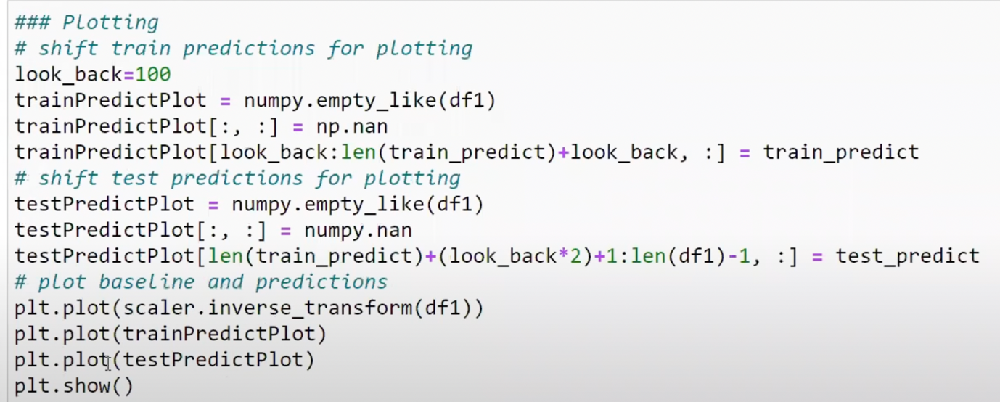 ### Plotting
# shift train predictions for plotting
look_back=100
trainPredictPlot = numpy.empty_like(df1)
trainPredictPlot[:, :] = np.nan
trainPredictPlot[look_back:len(train_predict)+look_back, :] = train_predict
# shift test predictions for plotting
testPredictPlot = numpy.empty_like(df1)
testPredictPlot[:, :] = numpy.nan
testPredictPlot[len(train_predict)+(look_back*2)+1:len(df1)-1, :] = test_predict
# plot baseline and predictions
plt.plot(scaler.inverse_transform(df1))
plt.plot(trainPredictPlot)
plt.plot(testPredictPlot)
plt.show()